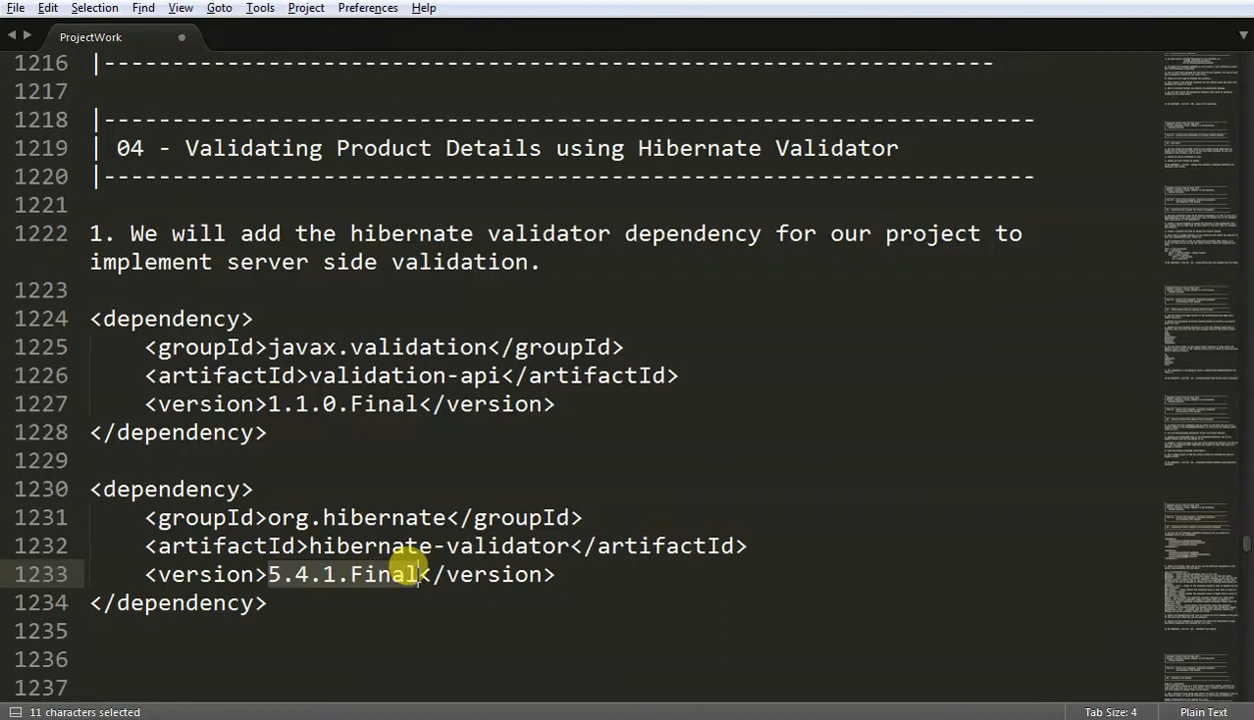 File Edit Selection Find View Goto Tools Project Preferences Help
ProjectWork
1216 |-----------------------------------------------------------------
1217
1218 |--------------------------------------------------------------------
1219 | 04 - Validating Product Details using Hibernate Validator
1220 |--------------------------------------------------------------------
1221
1222 1. We will add the hibernate validator dependency for our project to
implement server side validation.
1223
1224 <dependency>
1225     <groupId>javax.validation</groupId>
1226     <artifactId>validation-api</artifactId>
1227     <version>1.1.0.Final</version>
1228 </dependency>
1229
1230 <dependency>
1231     <groupId>org.hibernate</groupId>
1232     <artifactId>hibernate-validator</artifactId>
1233     <version>5.4.1.Final</version>
1234 </dependency>
1235
1236
1237
11 characters selected Tab Size: 4 Plain Text